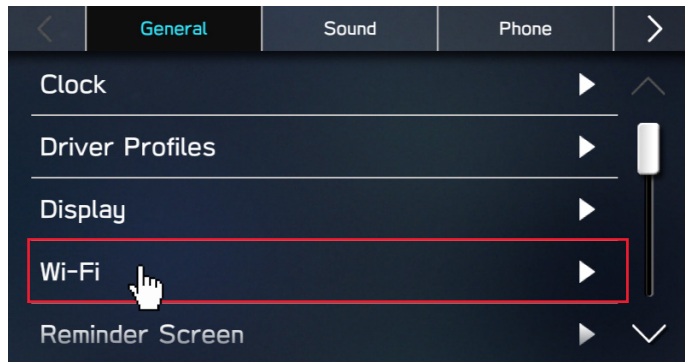 General Sound Phone
Clock
Driver Profiles
Display
Wi-Fi
Reminder Screen